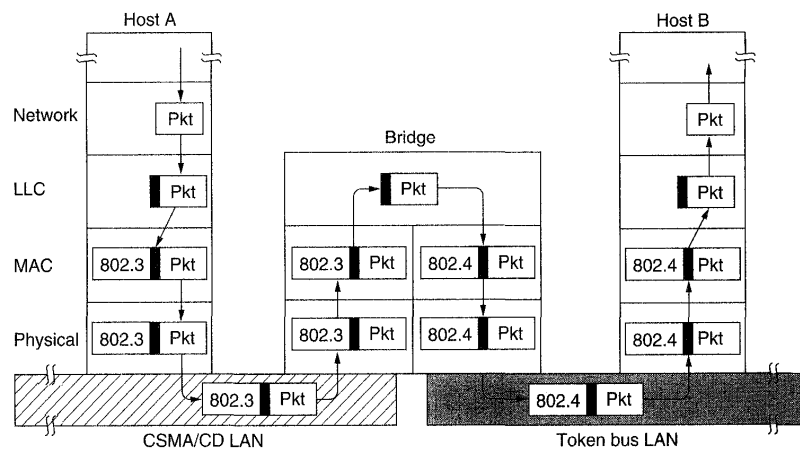 Host A
Host B
Network
Pkt
Pkt
Bridge
LLC
Pkt
Pkt
Pkt
MAC
802.3 Pkt
802.3 Pkt
802.4 Pkt
802.4 Pkt
Physical
802.3 Pkt
802.3 Pkt
802.4 Pkt
802.4 Pkt
802.3 Pkt
802.4 Pkt
CSMA/CD LAN
Token bus LAN